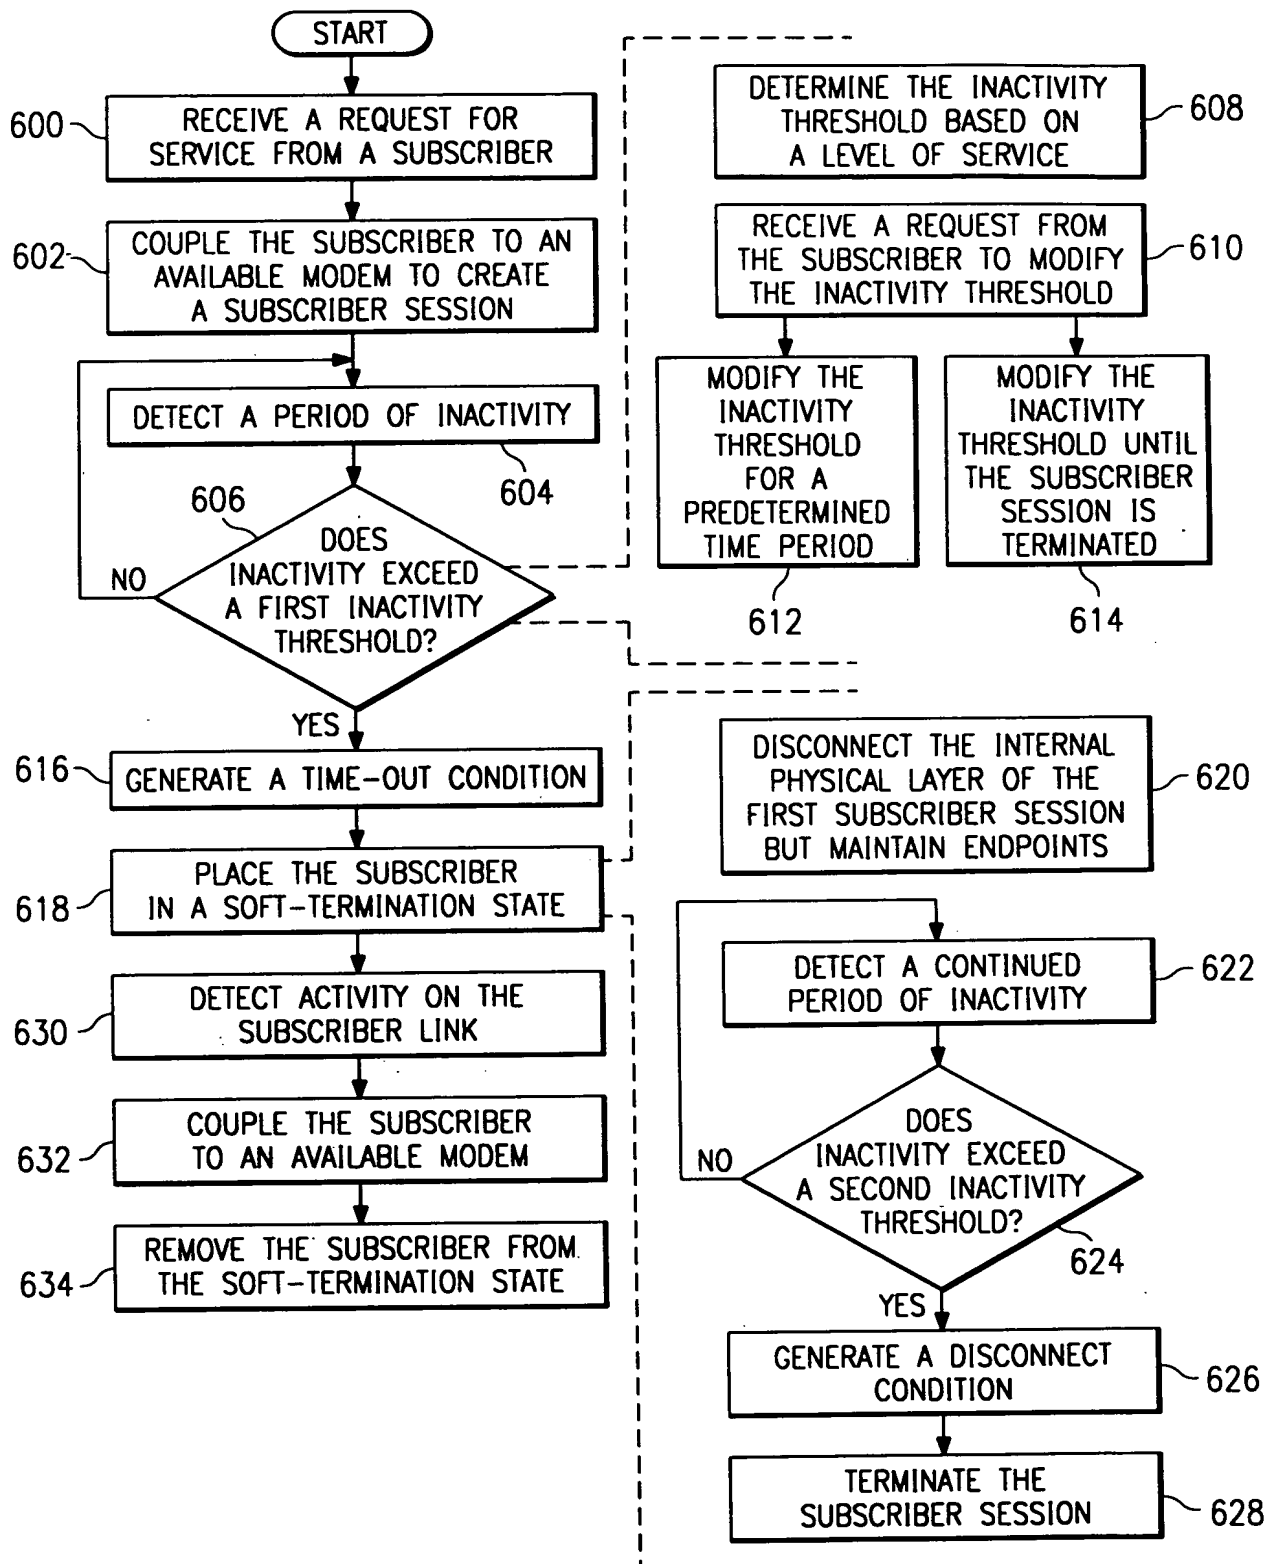 START
600
RECEIVE A REQUEST FOR
SERVICE FROM A SUBSCRIBER
602
COUPLE THE SUBSCRIBER TO AN
AVAILABLE MODEM TO CREATE
A SUBSCRIBER SESSION
DETECT A PERIOD OF INACTIVITY
604
606
DOES
INACTIVITY EXCEED
A FIRST INACTIVITY
THRESHOLD?
NO
YES
DETERMINE THE INACTIVITY
THRESHOLD BASED ON
A LEVEL OF SERVICE
608
RECEIVE A REQUEST FROM
THE SUBSCRIBER TO MODIFY
THE INACTIVITY THRESHOLD
610
MODIFY THE
INACTIVITY
THRESHOLD
FOR A
PREDETERMINED
TIME PERIOD
612
MODIFY THE
INACTIVITY
THRESHOLD UNTIL
THE SUBSCRIBER
SESSION IS
TERMINATED
614
616
GENERATE A TIME-OUT CONDITION
618
PLACE THE SUBSCRIBER
IN A SOFT-TERMINATION STATE
630
DETECT ACTIVITY ON THE
SUBSCRIBER LINK
632
COUPLE THE SUBSCRIBER
TO AN AVAILABLE MODEM
634
REMOVE THE SUBSCRIBER FROM
THE SOFT-TERMINATION STATE
DISCONNECT THE INTERNAL
PHYSICAL LAYER OF THE
FIRST SUBSCRIBER SESSION
BUT MAINTAIN ENDPOINTS
620
DETECT A CONTINUED
PERIOD OF INACTIVITY
622
DOES
INACTIVITY EXCEED
A SECOND INACTIVITY
THRESHOLD?
NO
624
YES
GENERATE A DISCONNECT
CONDITION
626
TERMINATE THE
SUBSCRIBER SESSION
628